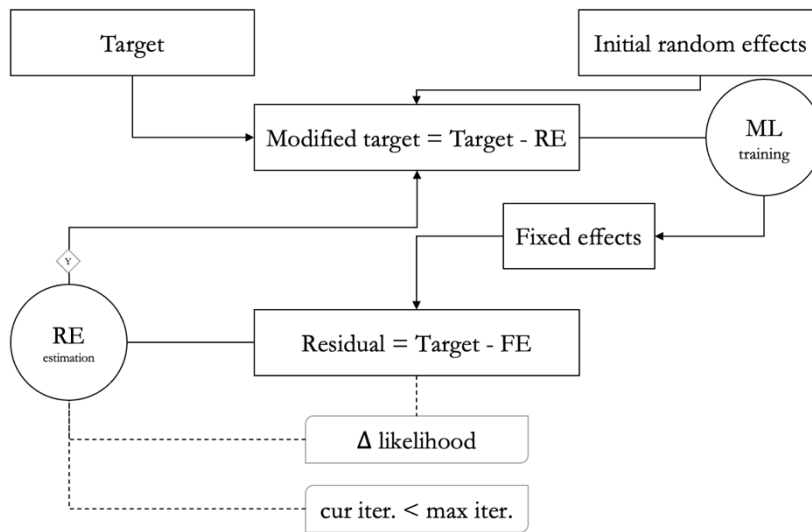 Target
Initial random effects
Modified target = Target - RE
ML
training
Fixed effects
Y
RE
estimation
Residual = Target - FE
Δ likelihood
cur iter. < max iter.